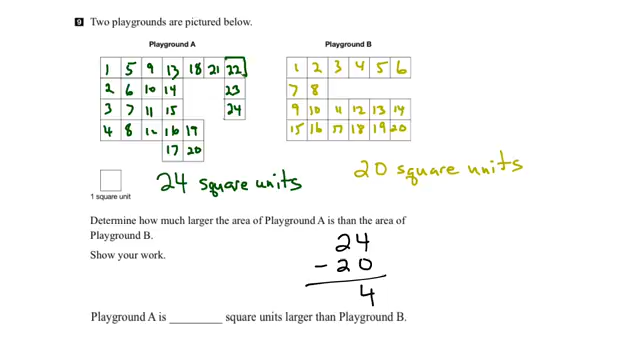 9 Two playgrounds are pictured below.
Playground A Playground B
1 5 9 13 18 21 22 1 2 3 4 5 6
2 6 10 14 23 7 8
3 7 11 15 24 9 10 11 12 13 14
4 8 12 16 19 15 16 17 18 19 20
17 20
24 square units 20 square units
1 square unit
Determine how much larger the area of Playground A is than the area of
Playground B.
24
Show your work.
- 20
4
Playground A is ________ square units larger than Playground B.